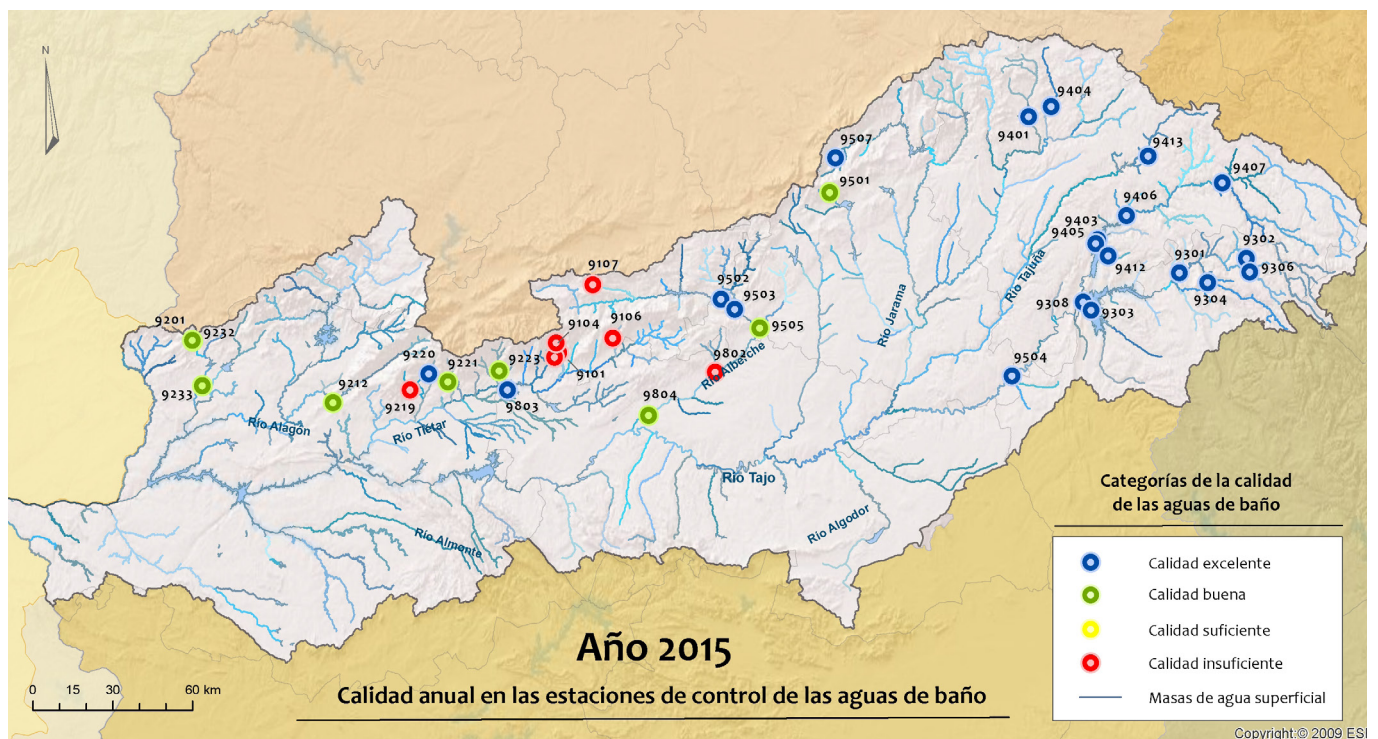 N
9404
9401
9507
9413
9501
9407
9406
9403
9405
9302
9301
9412
9306
9304
9107
9502
9503
9308
9303
9201
9232
9104
9106
9505
9220
9221
9223
9101
9802
9504
9233
9212
9219
9803
9804
Río Tajuña
Río Jarama
Río Alberche
Río Alagón
Río Tiétar
Río Tajo
Río Almonte
Río Algodor
Categorías de la calidad
de las aguas de baño
Calidad excelente
Calidad buena
Calidad suficiente
Calidad insuficiente
Masas de agua superficial
Año 2015
Calidad anual en las estaciones de control de las aguas de baño
0 15 30 60 km
Copyright:© 2009 ESI